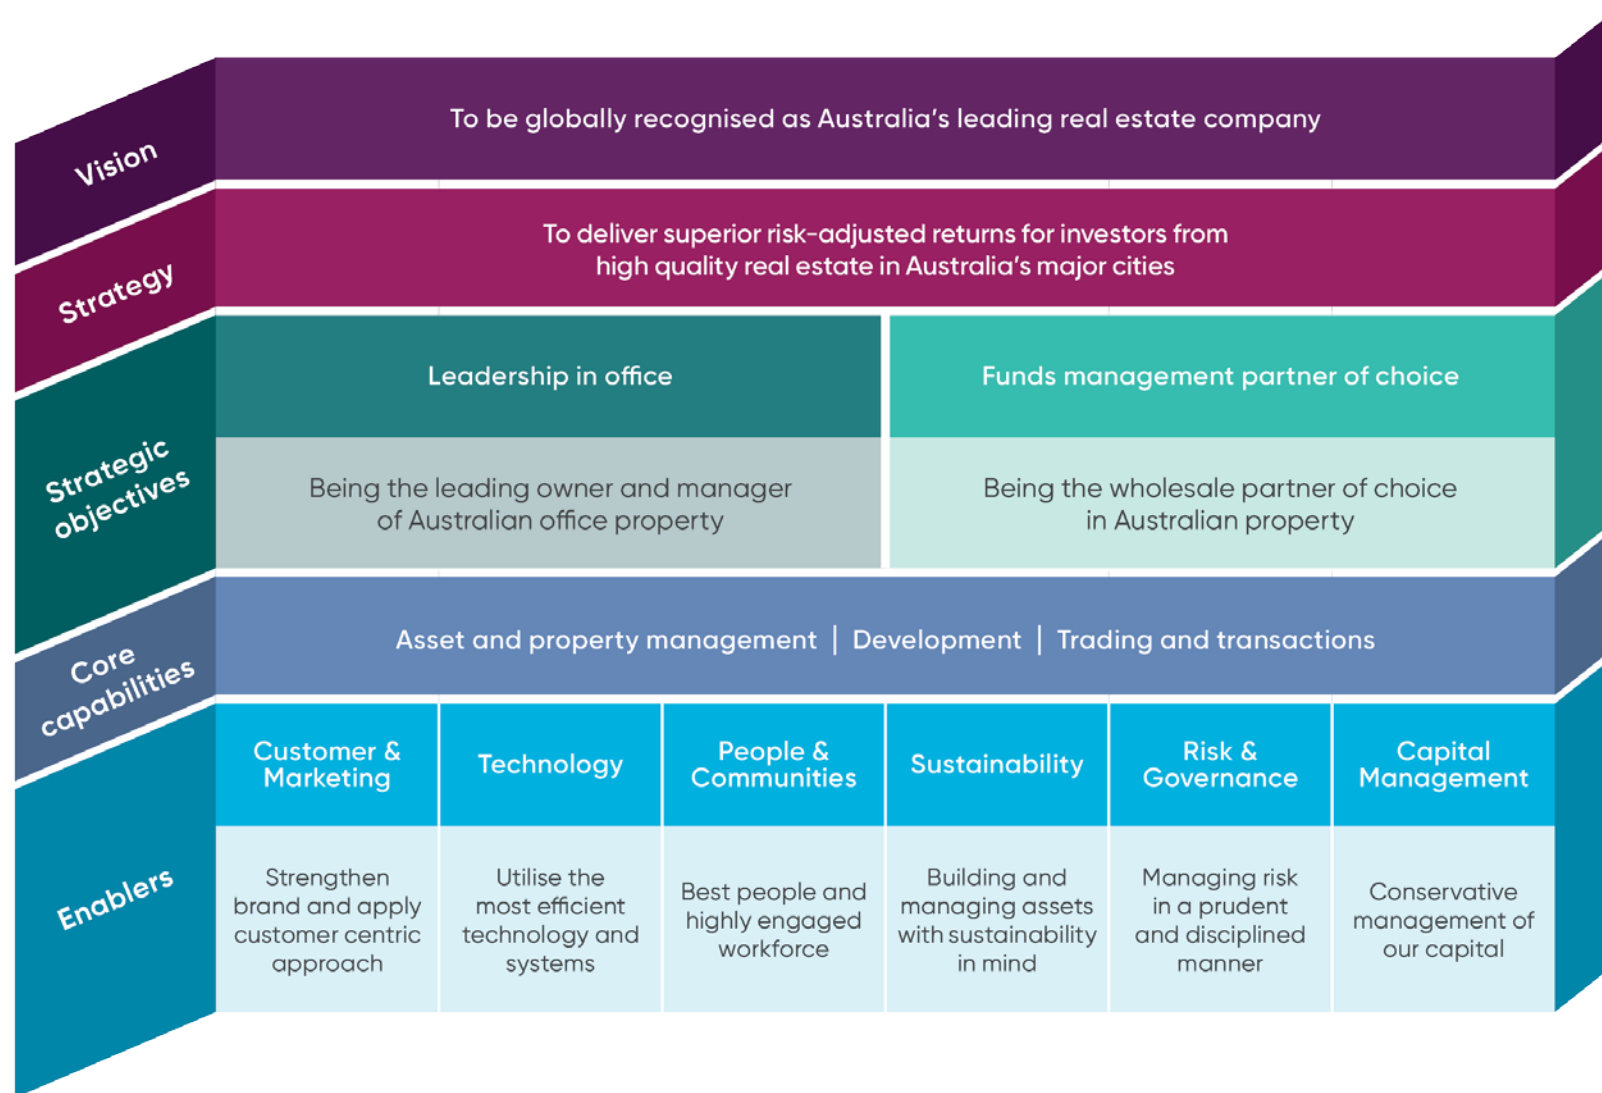 Vision
To be globally recognised as Australia's leading real estate company
Strategy
To deliver superior risk-adjusted returns for investors from
high quality real estate in Australia's major cities
Strategic
objectives
Leadership in office
Being the leading owner and manager
of Australian office property
Funds management partner of choice
Being the wholesale partner of choice
in Australian property
Core
capabilities
Asset and property management | Development | Trading and transactions
Enablers
Customer &
Marketing
Strengthen
brand and apply
customer centric
approach
Technology
Utilise the
most efficient
technology and
systems
People &
Communities
Best people and
highly engaged
workforce
Sustainability
Building and
managing assets
with sustainability
in mind
Risk &
Governance
Managing risk
in a prudent
and disciplined
manner
Capital
Management
Conservative
management of
our capital